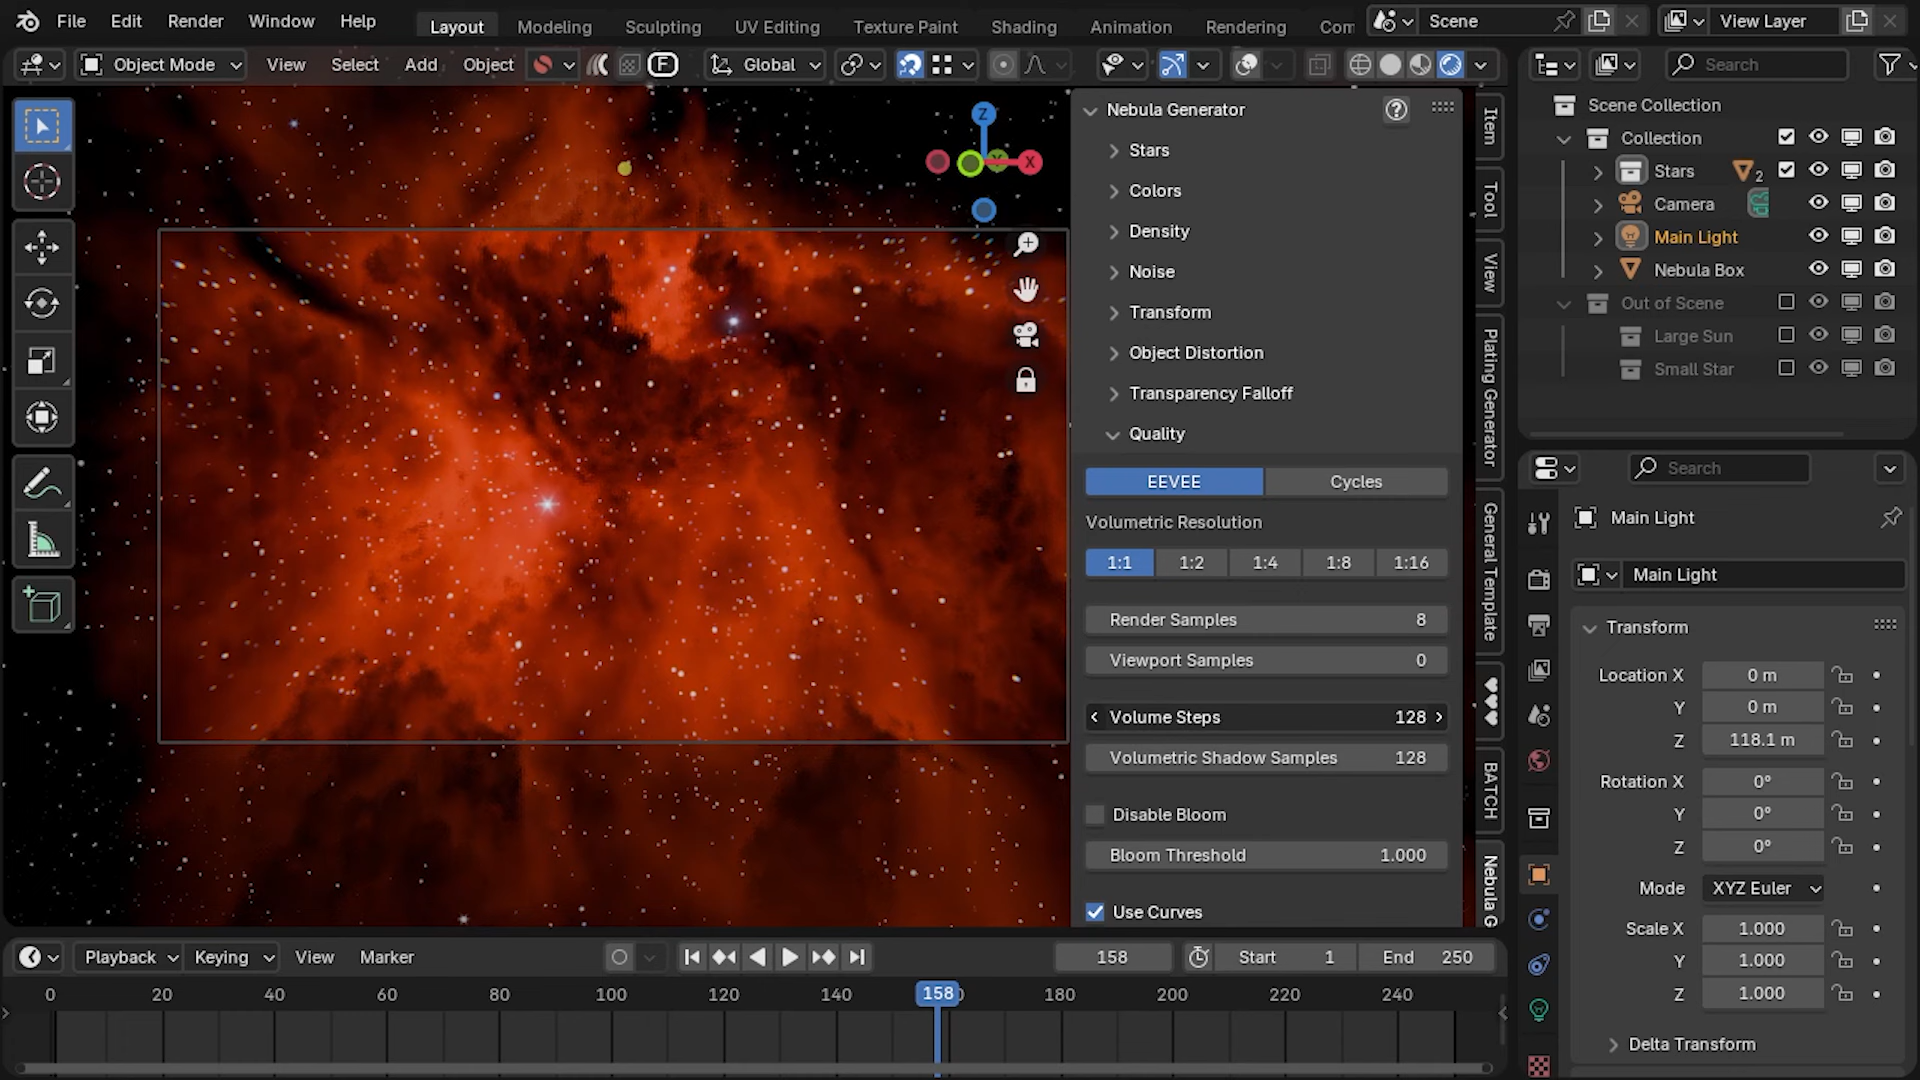 File Edit Render Window Help Layout Modeling Sculpting UV Editing Texture Paint Shading Animation Rendering Com Scene View Layer
Object Mode View Select Add Object F Global Search
Z
X
Nebula Generator ?
Stars
Colors
Density
Noise
Transform
Object Distortion
Transparency Falloff
Quality
EEVEE Cycles
Volumetric Resolution
1:1 1:2 1:4 1:8 1:16
Render Samples 8
Viewport Samples 0
Volume Steps 128
Volumetric Shadow Samples 128
Disable Bloom
Bloom Threshold 1.000
Use Curves
Item
Tool
View
Plating Generator
General Template
♥♥♥
BATCH
Nebula G
Scene Collection
Collection
Stars 2
Camera
Main Light
Nebula Box
Out of Scene
Large Sun
Small Star
Search
Main Light
Main Light
Transform
Location X 0 m
Y 0 m
Z 118.1 m
Rotation X 0°
Y 0°
Z 0°
Mode XYZ Euler
Scale X 1.000
Y 1.000
Z 1.000
Delta Transform
Playback Keying View Marker 158 Start 1 End 250
0 20 40 60 80 100 120 140 158 180 200 220 240